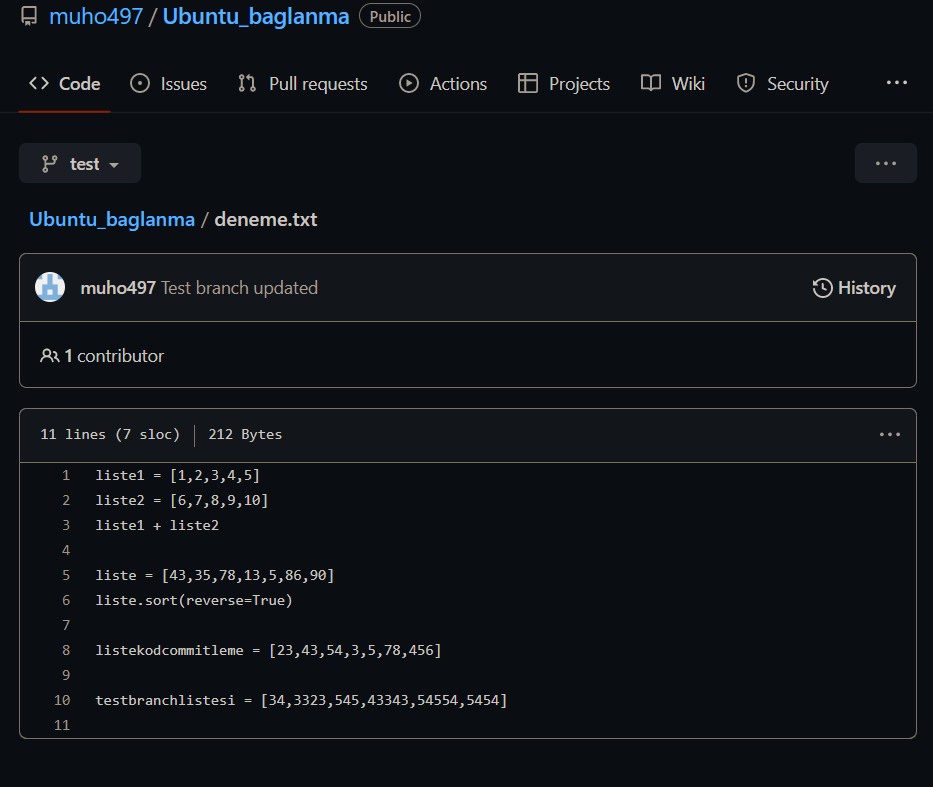 muho497 / Ubuntu_baglanma Public
Code Issues Pull requests Actions Projects Wiki Security ...
test ...
Ubuntu_baglanma / deneme.txt
muho497 Test branch updated History
1 contributor
11 lines (7 sloc) | 212 Bytes ...
1 liste1 = [1,2,3,4,5]
2 liste2 = [6,7,8,9,10]
3 liste1 + liste2
4
5 liste = [43,35,78,13,5,86,90]
6 liste.sort(reverse=True)
7
8 listekodcommitleme = [23,43,54,3,5,78,456]
9
10 testbranchlistesi = [34,3323,545,43343,54554,5454]
11